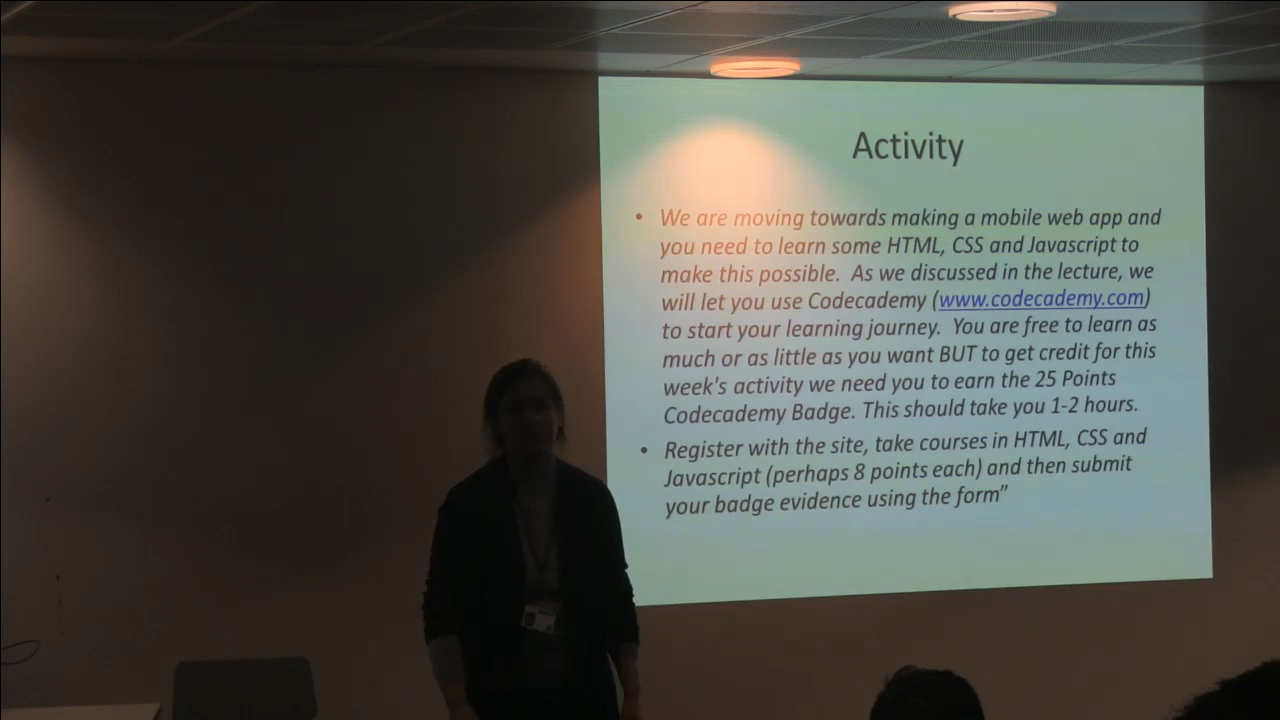 Activity
• We are moving towards making a mobile web app and
you need to learn some HTML, CSS and Javascript to
make this possible. As we discussed in the lecture, we
will let you use Codecademy (www.codecademy.com)
to start your learning journey. You are free to learn as
much or as little as you want BUT to get credit for this
week's activity we need you to earn the 25 Points
Codecademy Badge. This should take you 1-2 hours.
• Register with the site, take courses in HTML, CSS and
Javascript (perhaps 8 points each) and then submit
your badge evidence using the form”